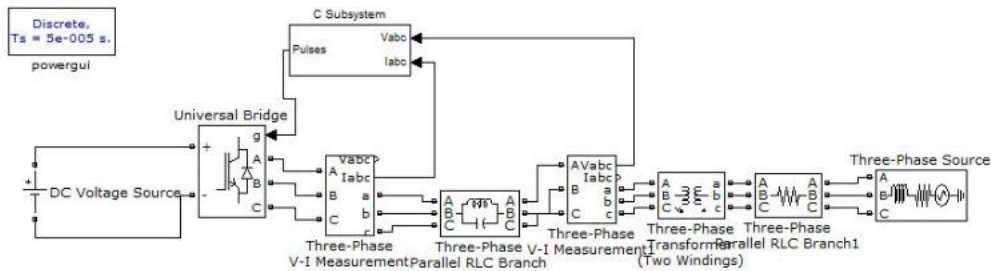 C Subsystem
Discrete,
Ts = 5e-005 s.
powergui
Pulses
Vabo
Iabo
Universal Bridge
g
+
-
A
B
C
DC Voltage Source
+
Vabc
Iabc
A
B
C
a
b
c
Three-Phase
V-I Measurement
A
B
C
A
B
C
Three-Phase
Parallel RLC Branch
Vabc
Iabc
A
B
C
a
b
c
Three-Phase
V-I Measurement1
A
B
C
a
b
c
Three-Phase
Transformer
(Two Windings)
A
B
C
A
B
C
Three-Phase
Parallel RLC Branch1
Three-Phase Source
A
B
C